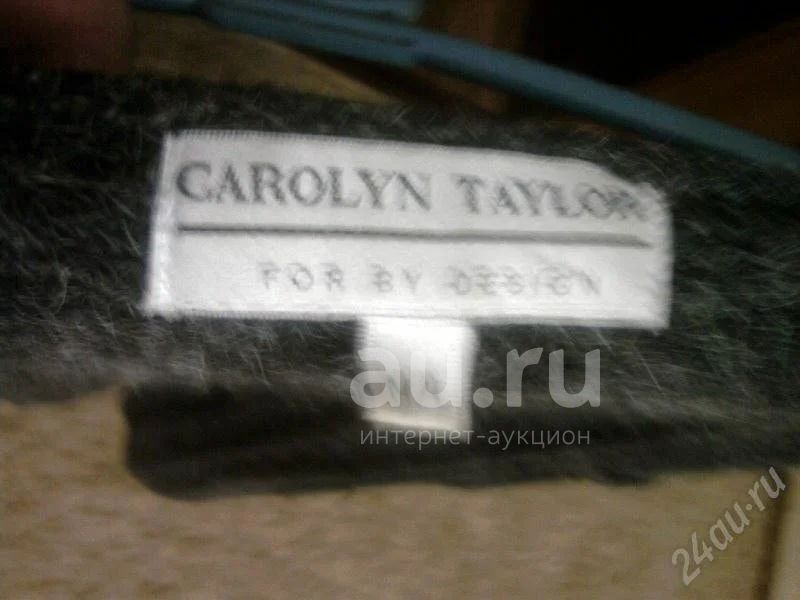 CAROLYN TAYLOR
FOR BY DESIGN
au.ru
интернет-аукцион
24au.ru